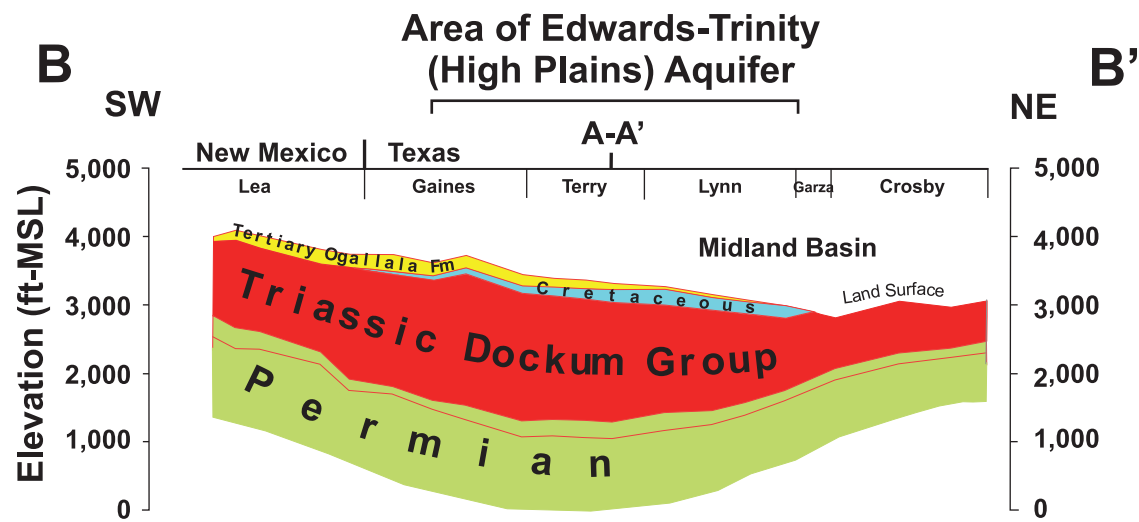 Area of Edwards-Trinity
(High Plains) Aquifer
B
B'
SW
NE
A-A'
New Mexico
Texas
Lea
Gaines
Terry
Lynn
Garza
Crosby
Elevation (ft-MSL)
5,000
4,000
3,000
2,000
1,000
0
5,000
4,000
3,000
2,000
1,000
0
Midland Basin
Land Surface
Tertiary Ogallala Fm
Cretaceous
Triassic Dockum Group
Permian